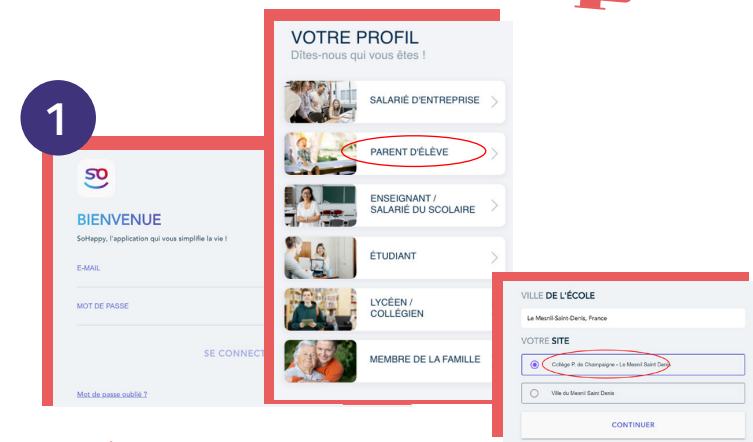 1
so
BIENVENUE
SoHappy, l'application qui vous simplifie la vie !
E-MAIL
MOT DE PASSE
SE CONNECT
Mot de passe oublié ?
VOTRE PROFIL
Dîtes-nous qui vous êtes !
SALARIÉ D'ENTREPRISE
PARENT D'ÉLÈVE
ENSEIGNANT /
SALARIÉ DU SCOLAIRE
ÉTUDIANT
LYCÉEN /
COLLÉGIEN
MEMBRE DE LA FAMILLE
VILLE DE L'ÉCOLE
Le Mesnil-Saint-Denis, France
VOTRE SITE
Collège P. de Champaigne - Le Mesnil Saint Denis
Ville du Mesnil Saint Denis
CONTINUER